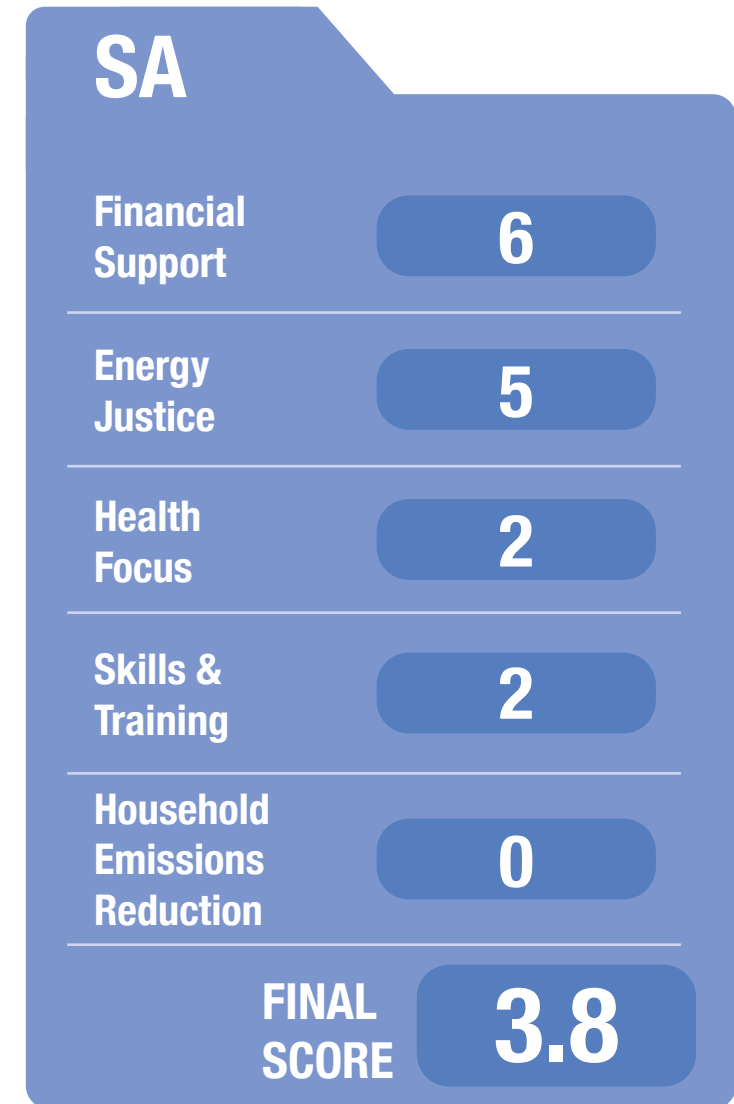 SA
Financial
Support
6
Energy
Justice
5
Health
Focus
2
Skills &
Training
2
Household
Emissions
Reduction
0
FINAL
SCORE
3.8